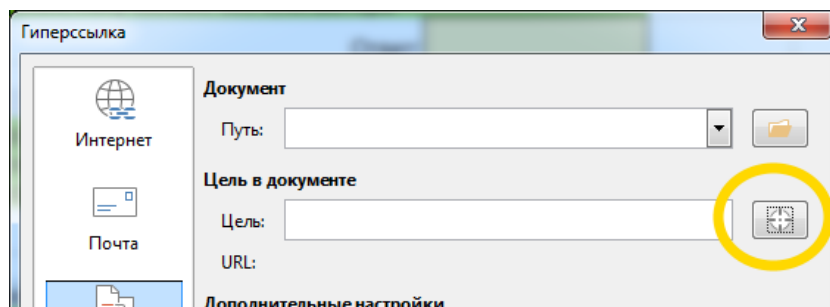 Гиперссылка
Интернет
Почта
Документ
Путь:
Цель в документе
Цель:
URL:
Дополнительные настройки